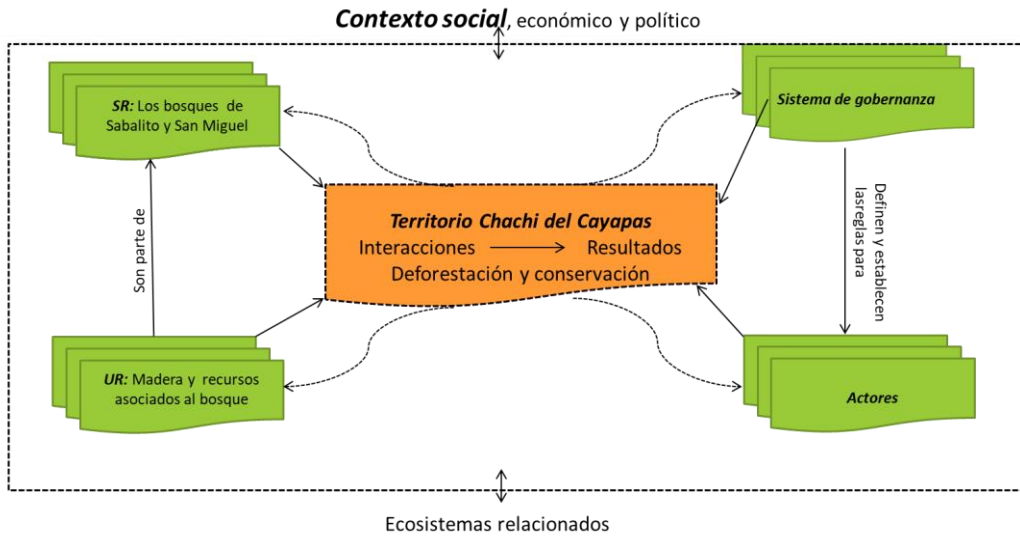 Contexto social, económico y político
SR: Los bosques de
Sabalito y San Miguel
Sistema de gobernanza
Territorio Chachi del Cayapas
Interacciones Resultados
Deforestación y conservación
Son parte de
Definen y establecen
lasreglas para
UR: Madera y recursos
asociados al bosque
Actores
Ecosistemas relacionados